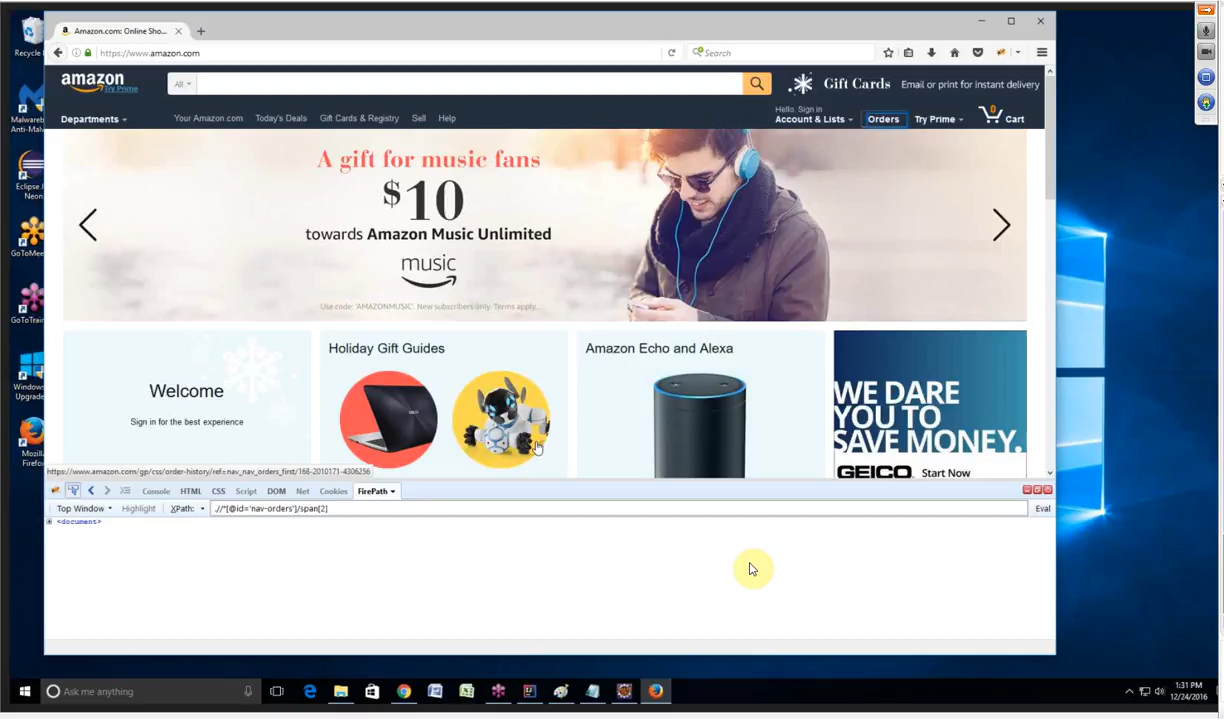 Recycle
Amazon.com: Online Sho...
https://www.amazon.com
Search
amazon
Try Prime
All
Gift Cards
Email or print for instant delivery
Departments
Your Amazon.com
Today's Deals
Gift Cards & Registry
Sell
Help
Hello. Sign in
Account & Lists
Orders
Try Prime
0
Cart
Malwareb
Anti-Malw
Eclipse J
Neon
GoToMee
GoToTrain
Windows
Upgrade
Mozill
Firefo
A gift for music fans
$10
towards Amazon Music Unlimited
music
Use code: 'AMAZONMUSIC'. New subscribers only. Terms apply.
Welcome
Sign in for the best experience
Holiday Gift Guides
Amazon Echo and Alexa
WE DARE
YOU TO
SAVE MONEY.
GEICO
Start Now
https://www.amazon.com/gp/css/order-history/ref=nav_nav_orders_first/168-2010171-4306256
Console
HTML
CSS
Script
DOM
Net
Cookies
FirePath
Top Window
Highlight
XPath:
.//*[@id='nav-orders']/span[2]
Eval
<document>
Ask me anything
1:31 PM
12/24/2016